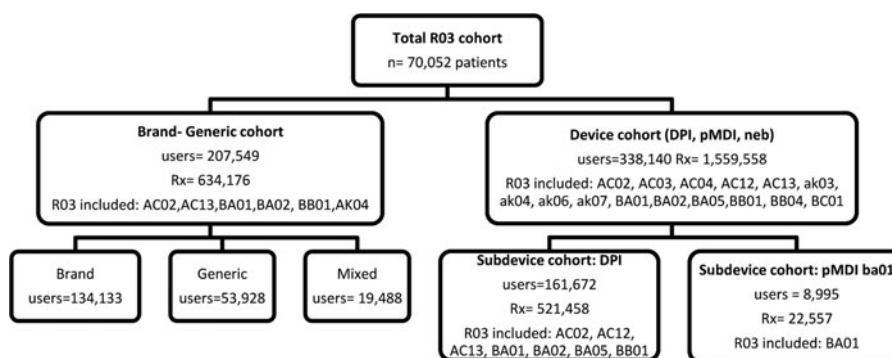 Total R03 cohort
n= 70,052 patients
Brand- Generic cohort
users= 207,549
Rx= 634,176
R03 included: AC02,AC13,BA01,BA02, BB01,AK04
Device cohort (DPI, pMDI, neb)
users=338,140 Rx= 1,559,558
R03 included: AC02, AC03, AC04, AC12, AC13, ak03,
ak04, ak06, ak07, BA01,BA02,BA05,BB01, BB04, BC01
Brand
users=134,133
Generic
users=53,928
Mixed
users= 19,488
Subdevice cohort: DPI
users=161,672
Rx= 521,458
R03 included: AC02, AC12,
AC13, BA01, BA02, BA05, BB01
Subdevice cohort: pMDI ba01
users = 8,995
Rx= 22,557
R03 included: BA01